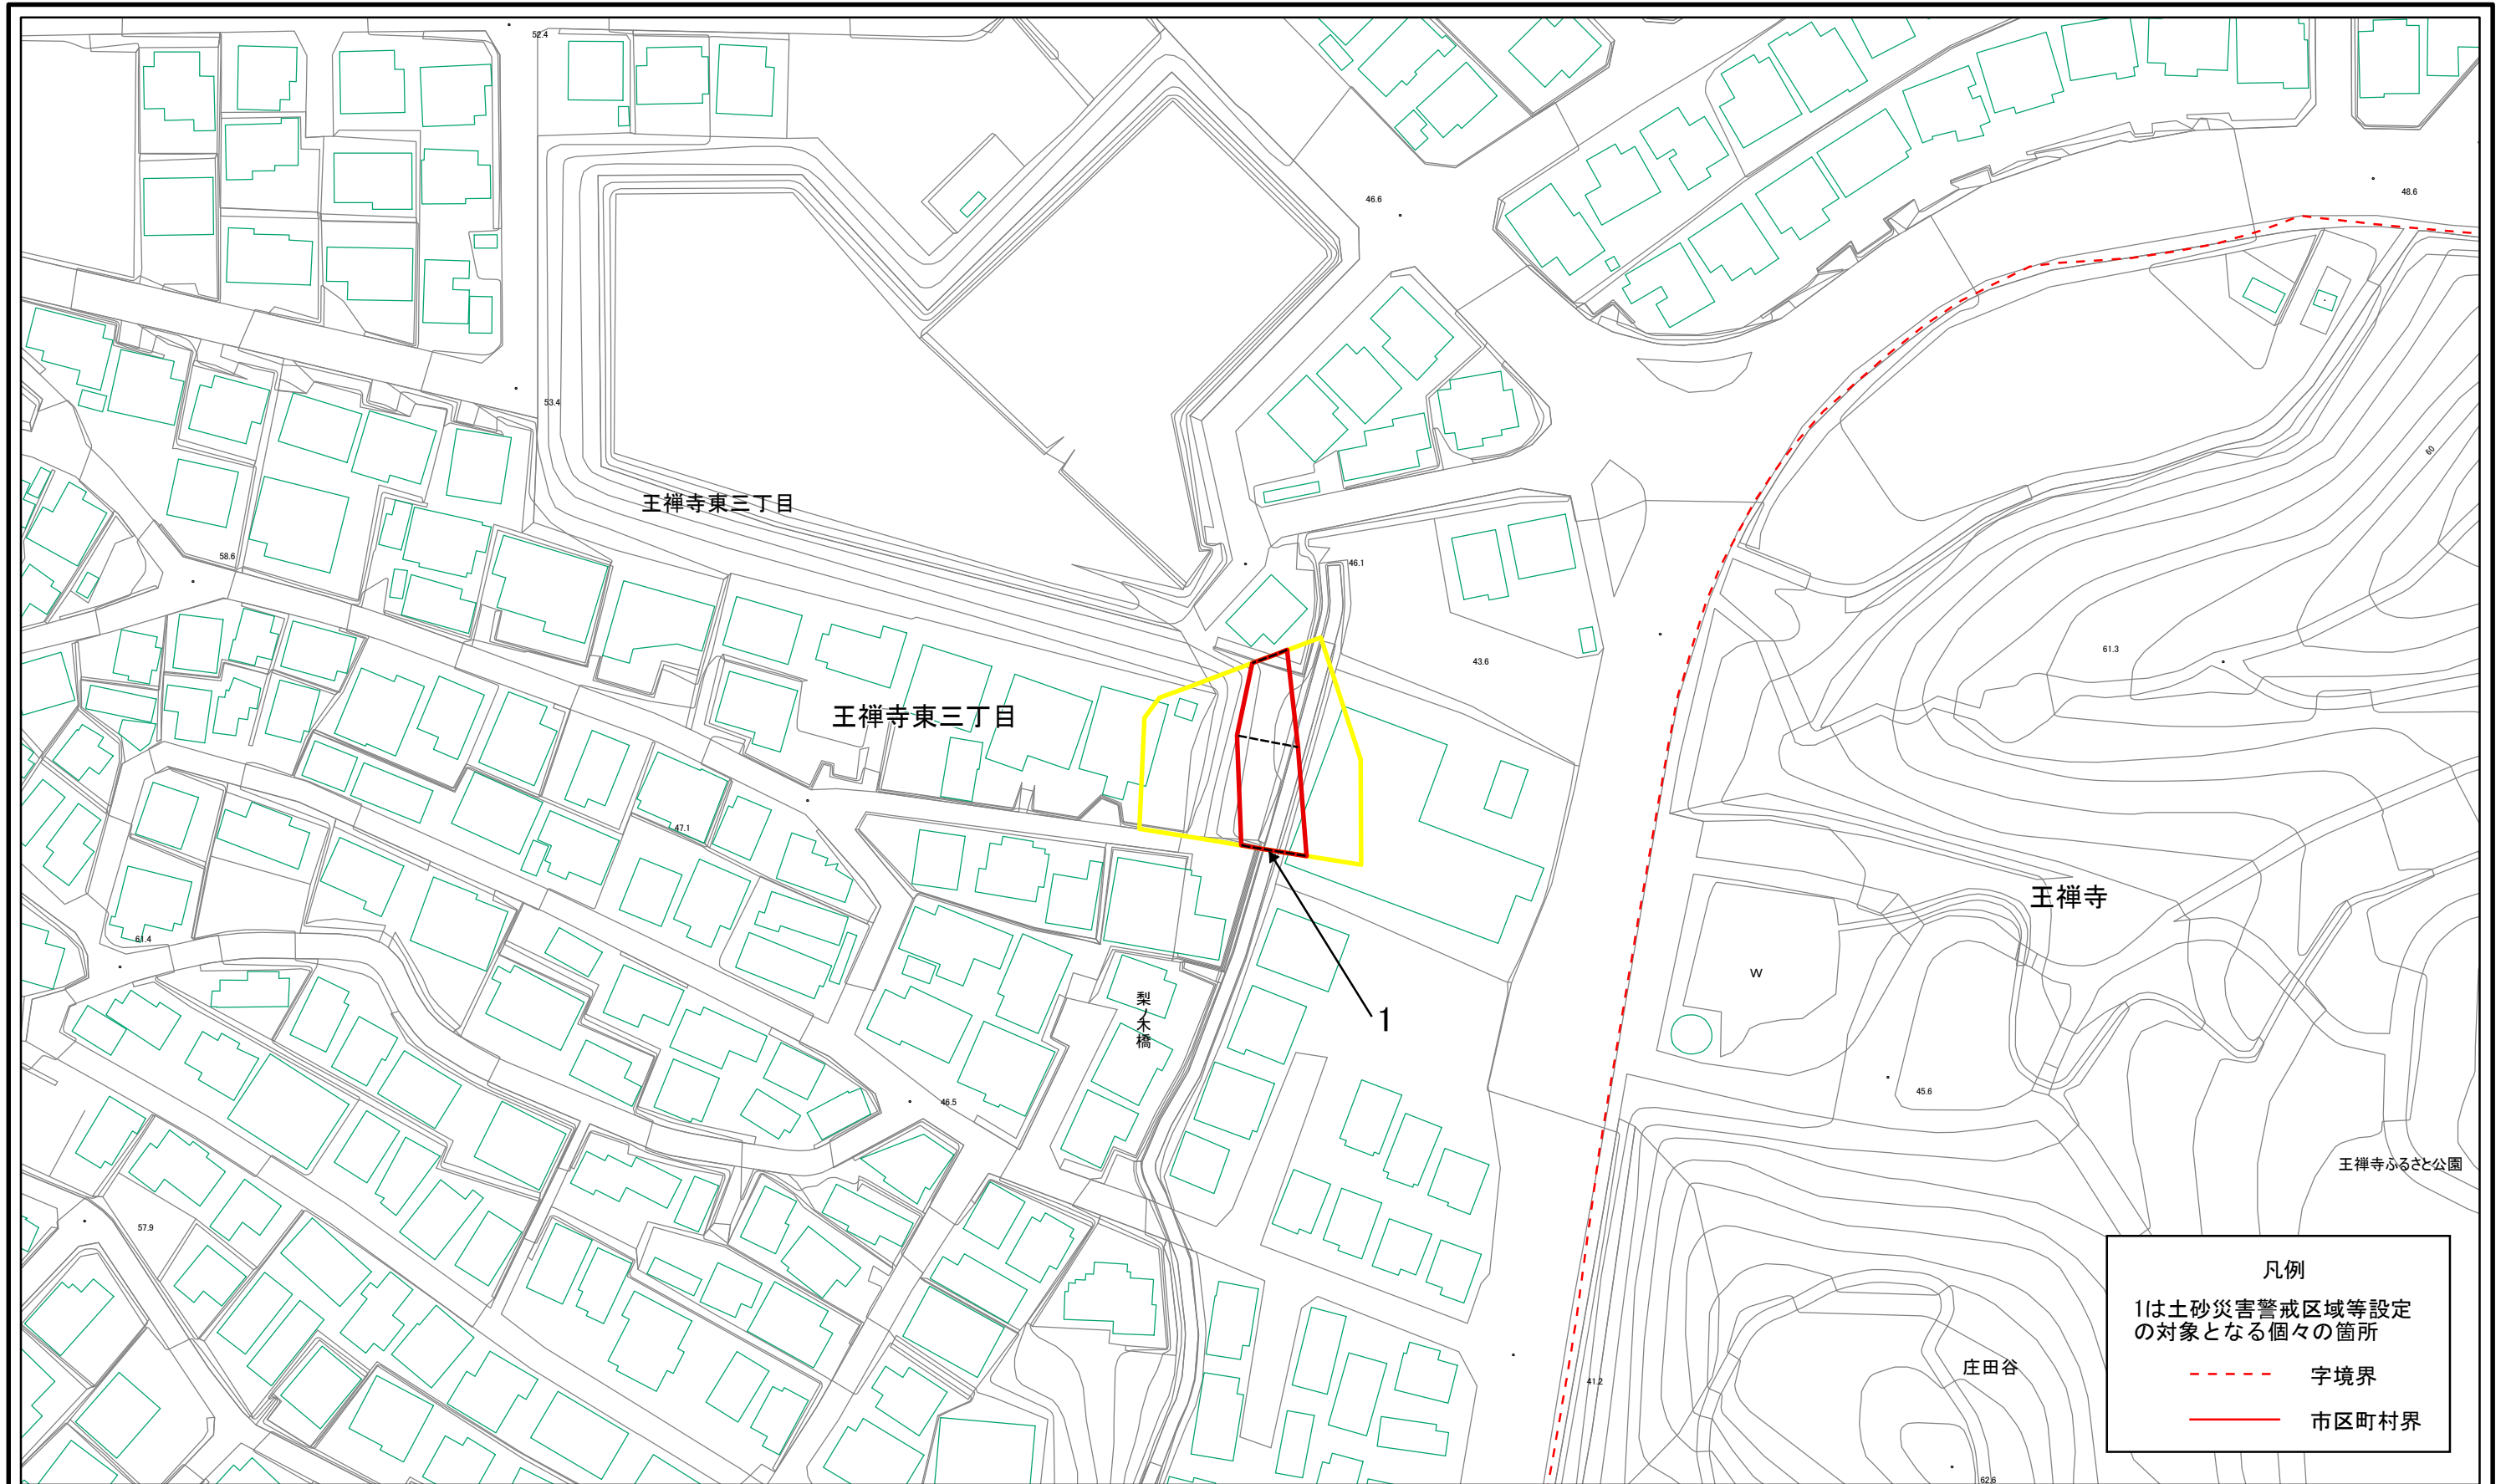 52.4
46.6
48.6
53.4
60
王禅寺東三丁目
58.6
46.1
61.3
43.6
王禅寺東三丁目
47.1
王禅寺
61.4
W
梨ノ木橋
1
45.6
46.5
王禅寺ふるさと公園
57.9
凡例
1は土砂災害警戒区域等設定
の対象となる個々の箇所
字境界
市区町村界
庄田谷
41.2
62.6